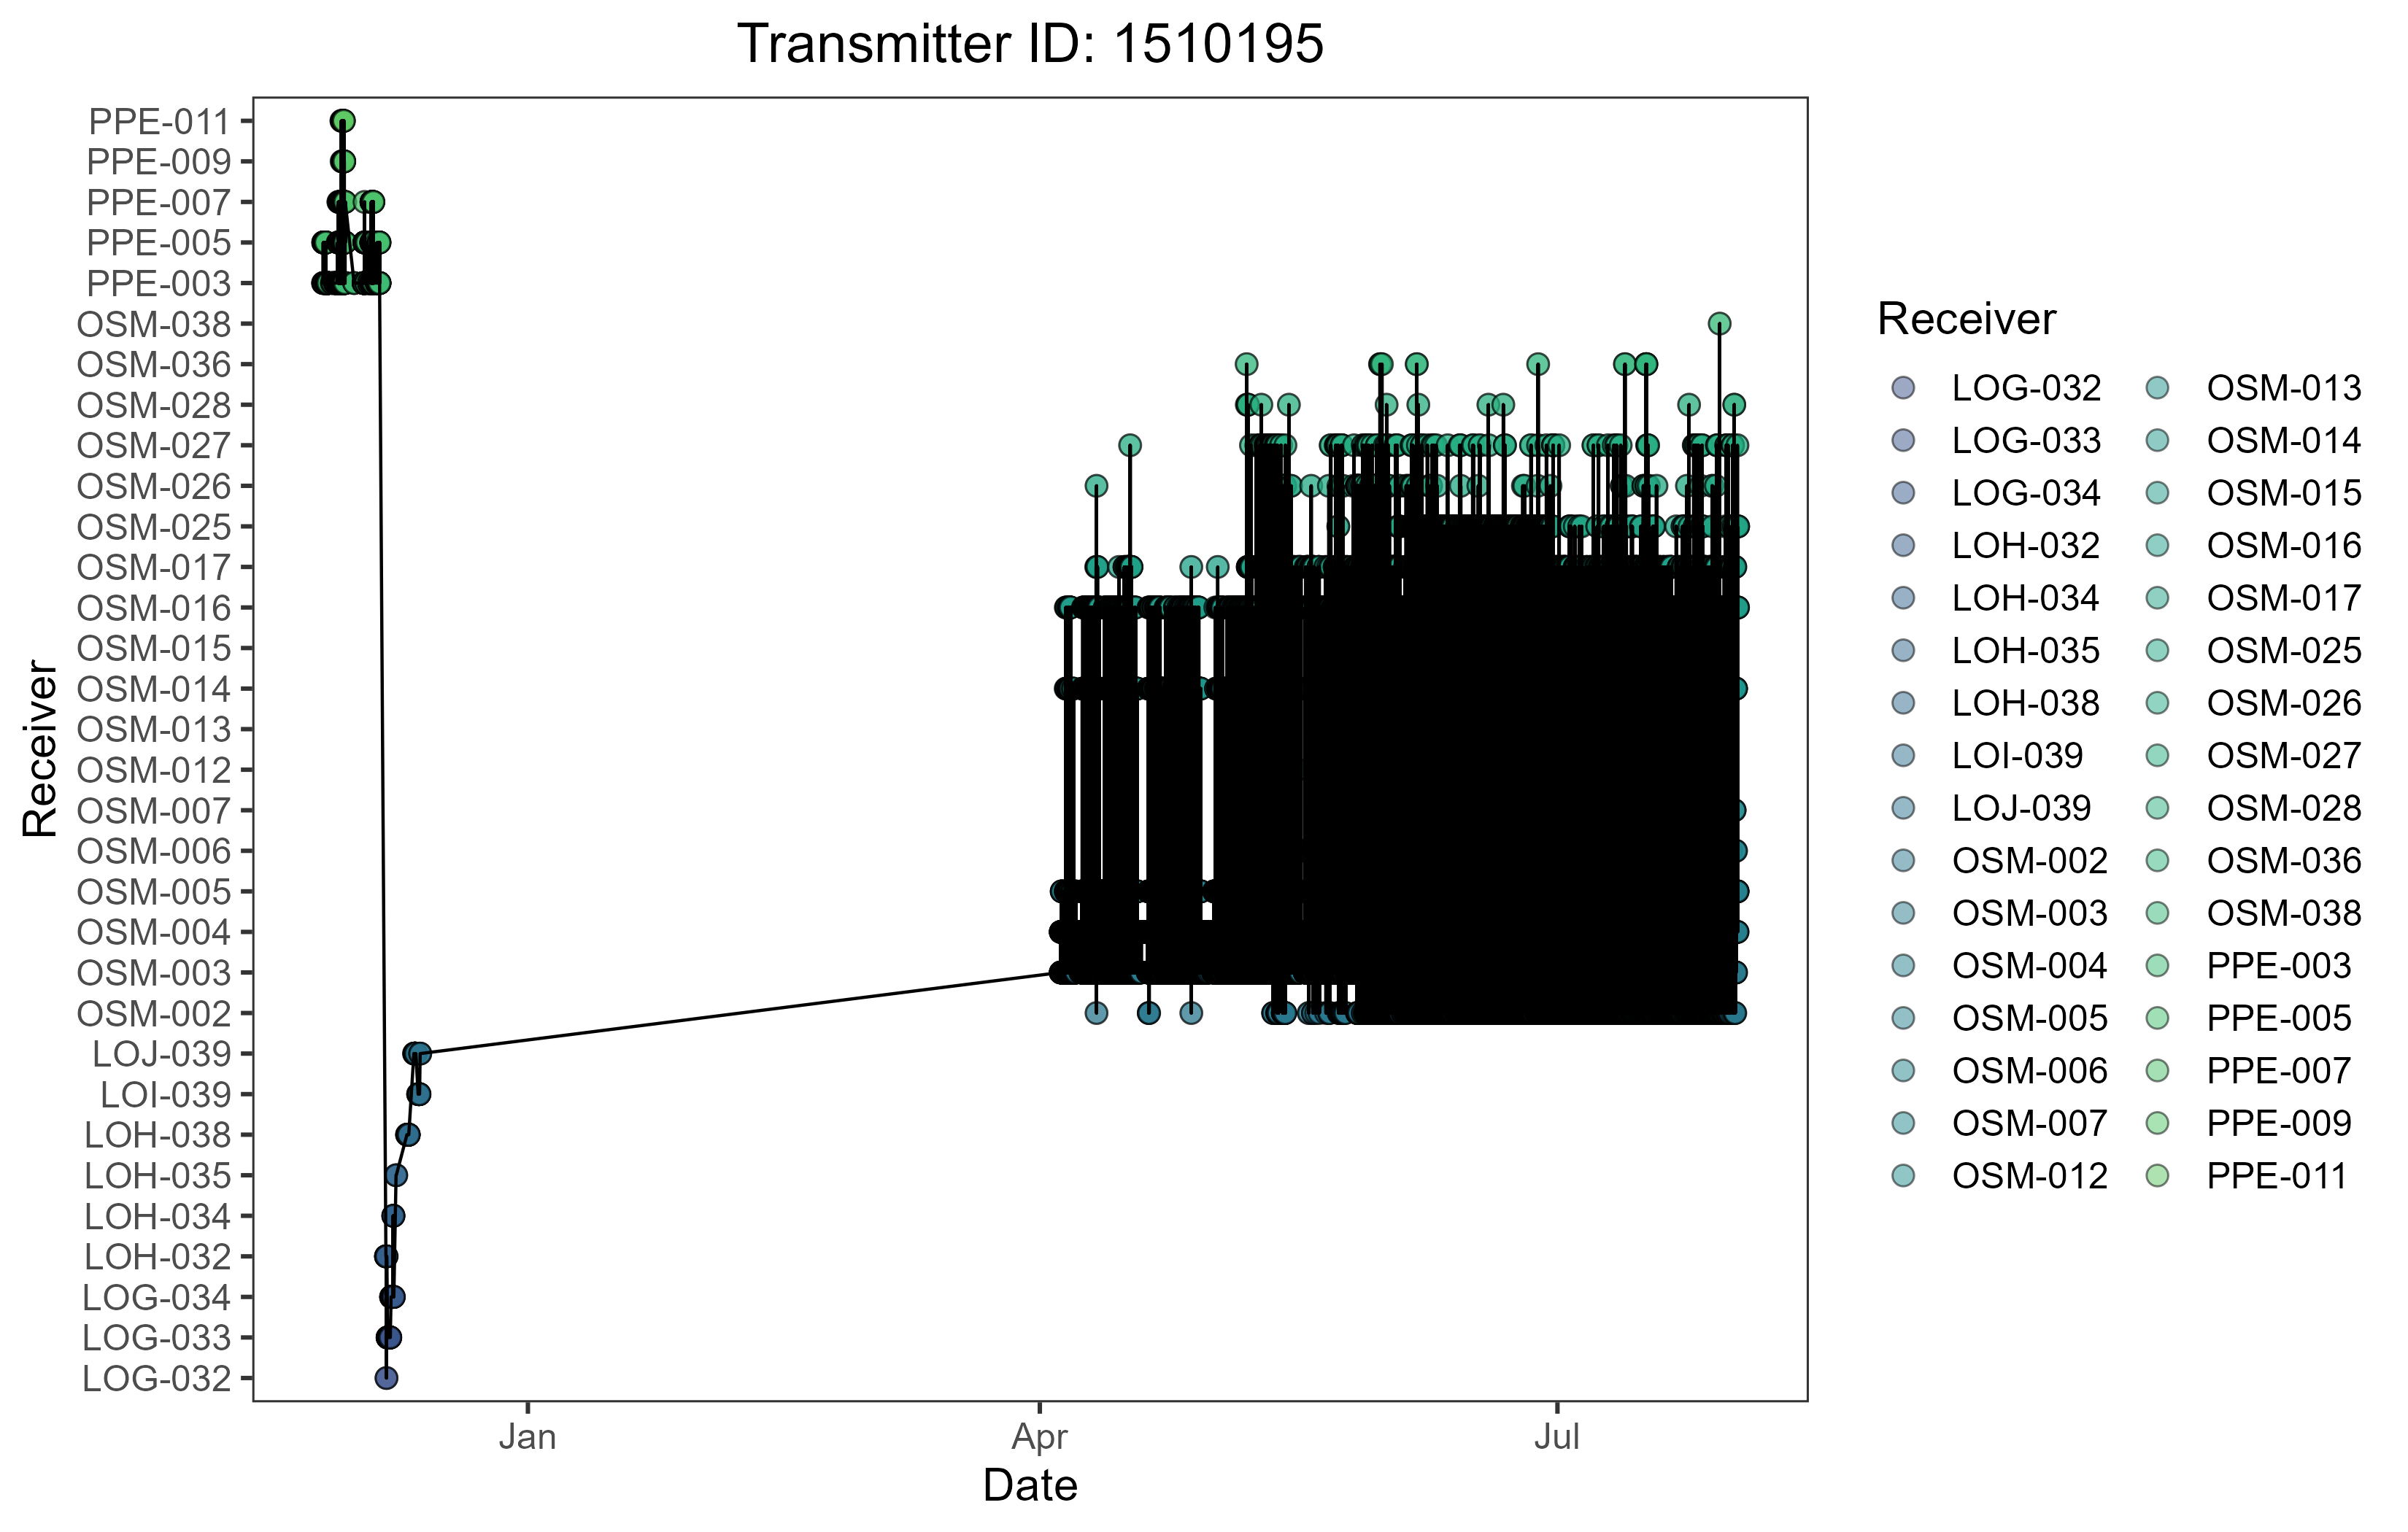 Transmitter ID: 1510195
Receiver
PPE-011
PPE-009
PPE-007
PPE-005
PPE-003
OSM-038
OSM-036
OSM-028
OSM-027
OSM-026
OSM-025
OSM-017
OSM-016
OSM-015
OSM-014
OSM-013
OSM-012
OSM-007
OSM-006
OSM-005
OSM-004
OSM-003
OSM-002
LOJ-039
LOI-039
LOH-038
LOH-035
LOH-034
LOH-032
LOG-034
LOG-033
LOG-032
Jan Apr Jul
Date
Receiver
LOG-032
LOG-033
LOG-034
LOH-032
LOH-034
LOH-035
LOH-038
LOI-039
LOJ-039
OSM-002
OSM-003
OSM-004
OSM-005
OSM-006
OSM-007
OSM-012
OSM-013
OSM-014
OSM-015
OSM-016
OSM-017
OSM-025
OSM-026
OSM-027
OSM-028
OSM-036
OSM-038
PPE-003
PPE-005
PPE-007
PPE-009
PPE-011